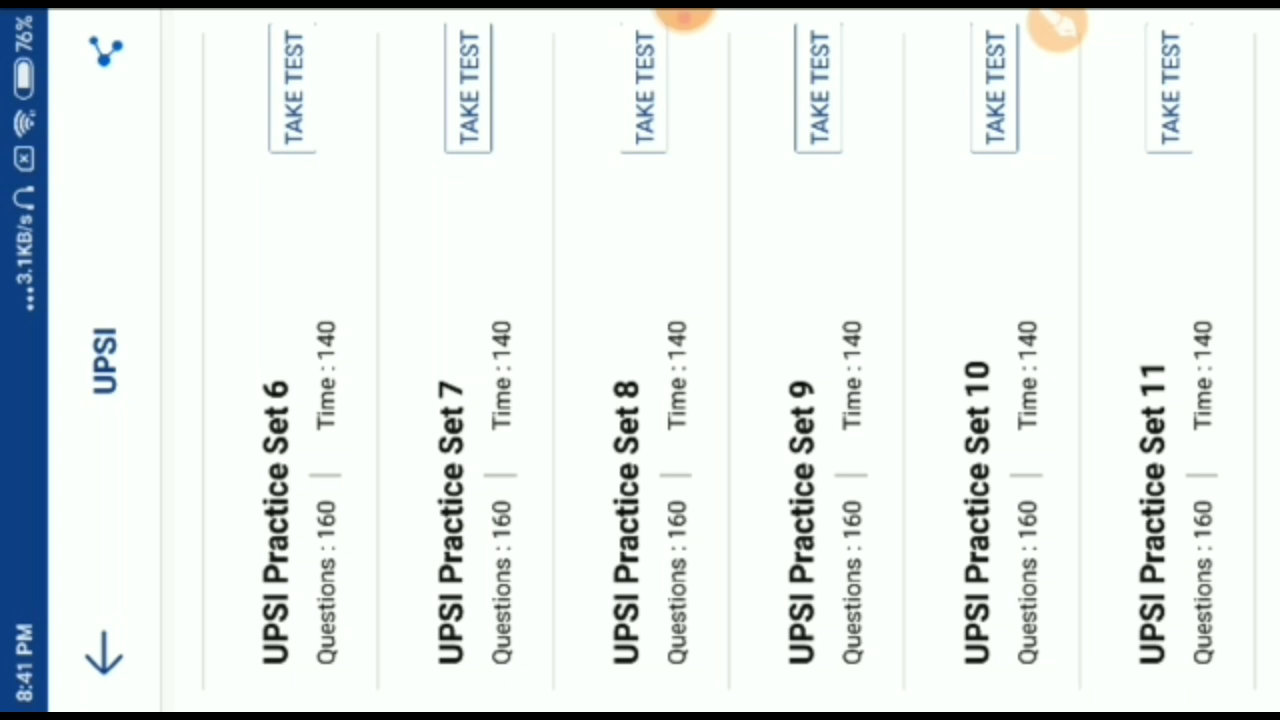 8:41 PM ...3.1KB/s 76%
UPSI
UPSI Practice Set 6
Questions : 160 | Time : 140
TAKE TEST
UPSI Practice Set 7
Questions : 160 | Time : 140
TAKE TEST
UPSI Practice Set 8
Questions : 160 | Time : 140
TAKE TEST
UPSI Practice Set 9
Questions : 160 | Time : 140
TAKE TEST
UPSI Practice Set 10
Questions : 160 | Time : 140
TAKE TEST
UPSI Practice Set 11
Questions : 160 | Time : 140
TAKE TEST